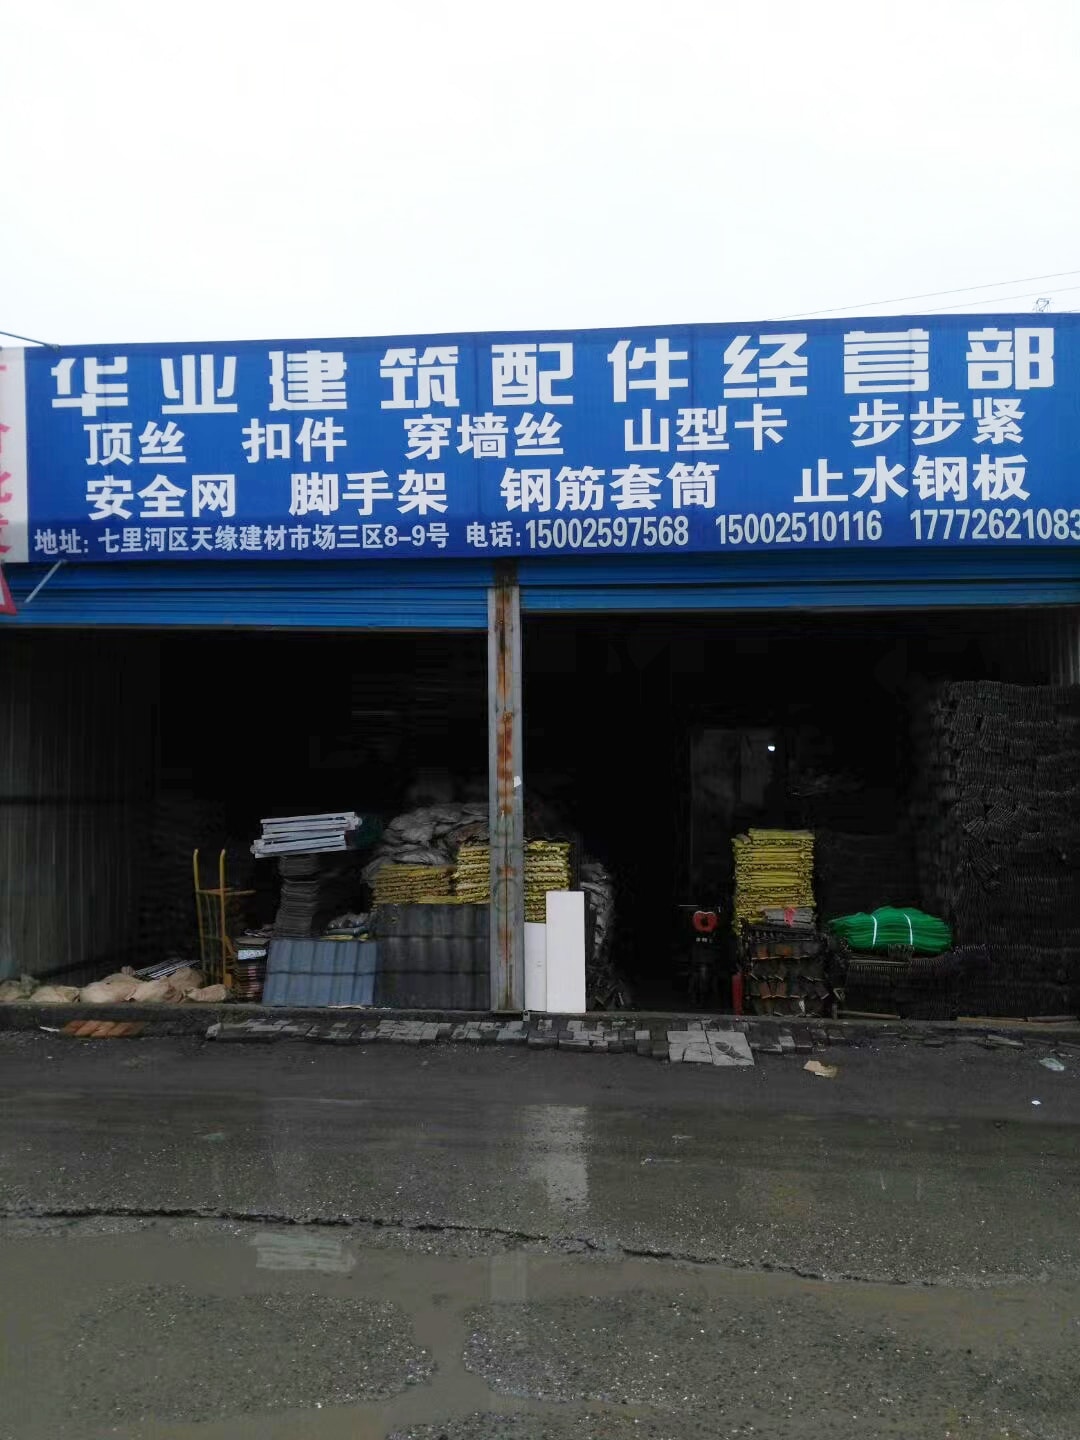 华业建筑配件经营部
顶丝 扣件 穿墙丝 山型卡 步步紧
安全网 脚手架 钢筋套筒 止水钢板
地址: 七里河区天缘建材市场三区8-9号 电话:15002597568 15002510116 17772621083